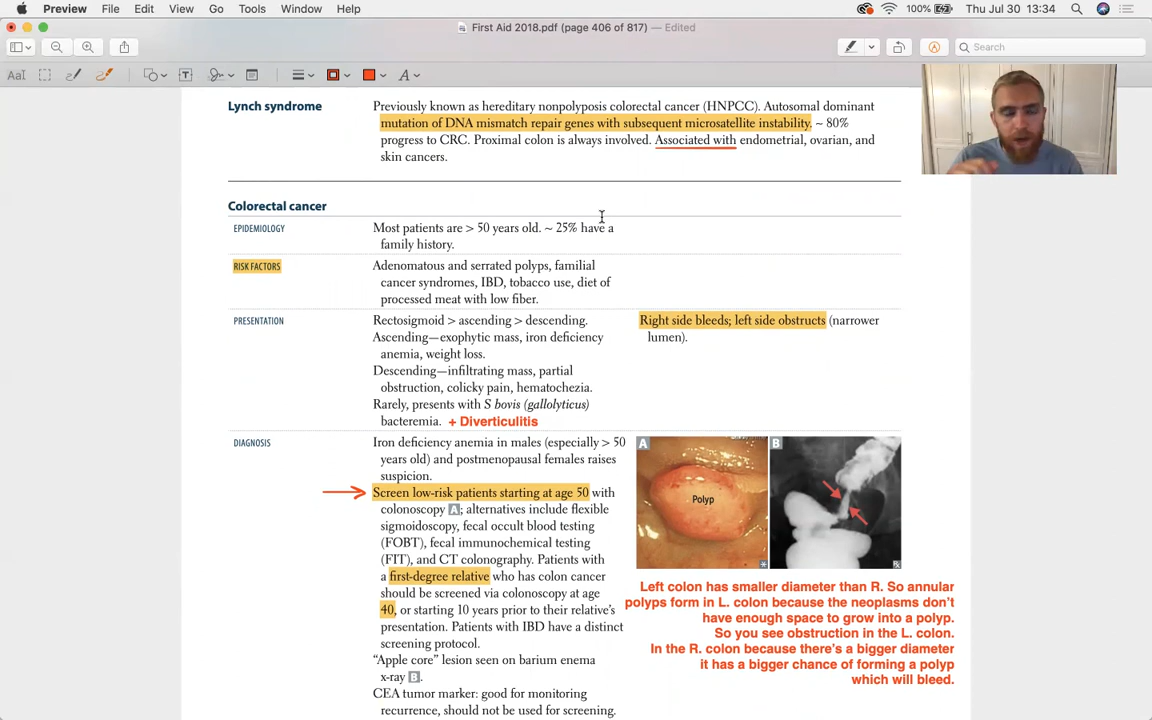 Preview File Edit View Go Tools Window Help 100% Thu Jul 30 13:34
First Aid 2018.pdf (page 406 of 817) — Edited
Search
Lynch syndrome
Previously known as hereditary nonpolyposis colorectal cancer (HNPCC). Autosomal dominant
mutation of DNA mismatch repair genes with subsequent microsatellite instability. ~ 80%
progress to CRC. Proximal colon is always involved. Associated with endometrial, ovarian, and
skin cancers.
Colorectal cancer
EPIDEMIOLOGY
Most patients are > 50 years old. ~ 25% have a
family history.
RISK FACTORS
Adenomatous and serrated polyps, familial
cancer syndromes, IBD, tobacco use, diet of
processed meat with low fiber.
PRESENTATION
Rectosigmoid > ascending > descending.
Ascending—exophytic mass, iron deficiency
anemia, weight loss.
Descending—infiltrating mass, partial
obstruction, colicky pain, hematochezia.
Rarely, presents with S bovis (gallolyticus)
bacteremia. + Diverticulitis
Right side bleeds; left side obstructs (narrower
lumen).
DIAGNOSIS
Iron deficiency anemia in males (especially > 50
years old) and postmenopausal females raises
suspicion.
Screen low-risk patients starting at age 50 with
colonoscopy A; alternatives include flexible
sigmoidoscopy, fecal occult blood testing
(FOBT), fecal immunochemical testing
(FIT), and CT colonography. Patients with
a first-degree relative who has colon cancer
should be screened via colonoscopy at age
40, or starting 10 years prior to their relative's
presentation. Patients with IBD have a distinct
screening protocol.
"Apple core" lesion seen on barium enema
x-ray B.
CEA tumor marker: good for monitoring
recurrence, should not be used for screening.
A
Polyp
B
Left colon has smaller diameter than R. So annular
polyps form in L. colon because the neoplasms don't
have enough space to grow into a polyp.
So you see obstruction in the L. colon.
In the R. colon because there's a bigger diameter
it has a bigger chance of forming a polyp
which will bleed.